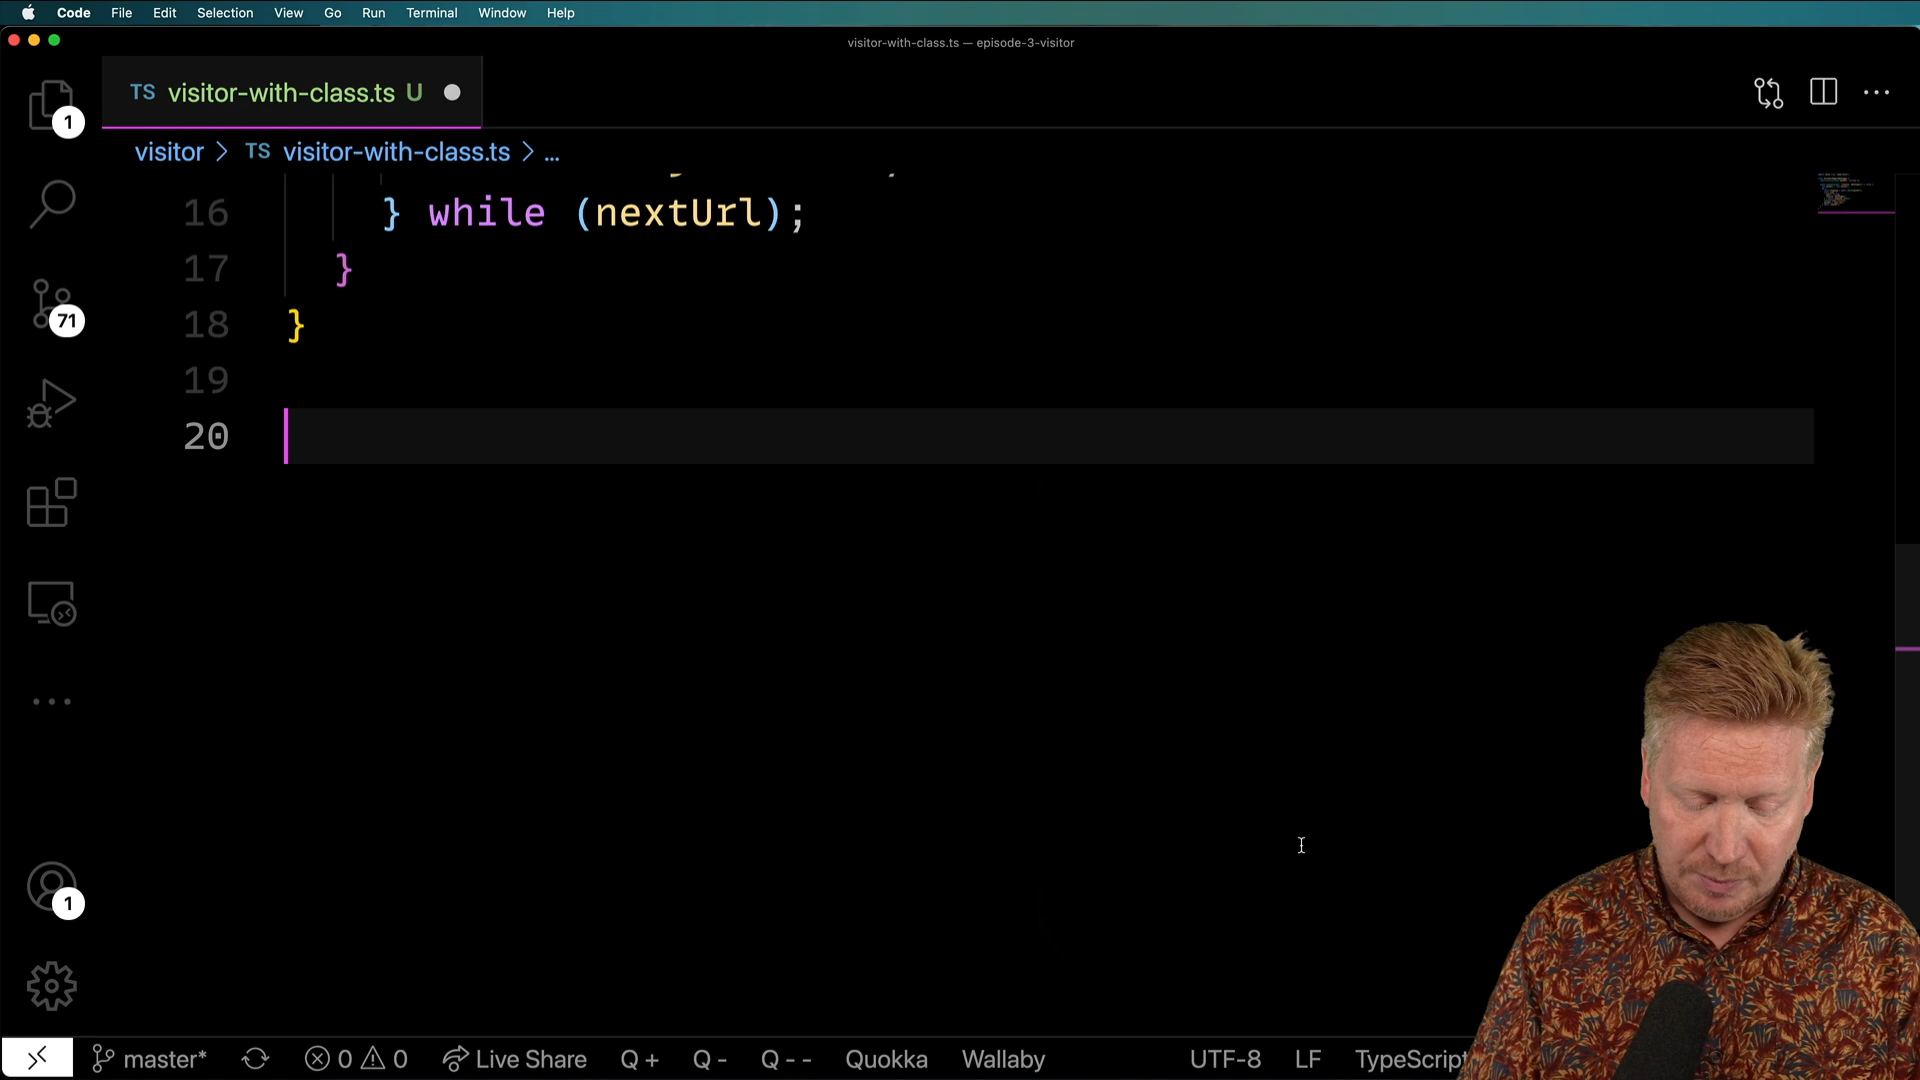 Code File Edit Selection View Go Run Terminal Window Help
visitor-with-class.ts — episode-3-visitor
TS visitor-with-class.ts U
visitor > TS visitor-with-class.ts > ...
16 } while (nextUrl);
17 }
18 }
19
20
1
71
1
master* 0 0 Live Share Q + Q - Q - - Quokka Wallaby UTF-8 LF TypeScript